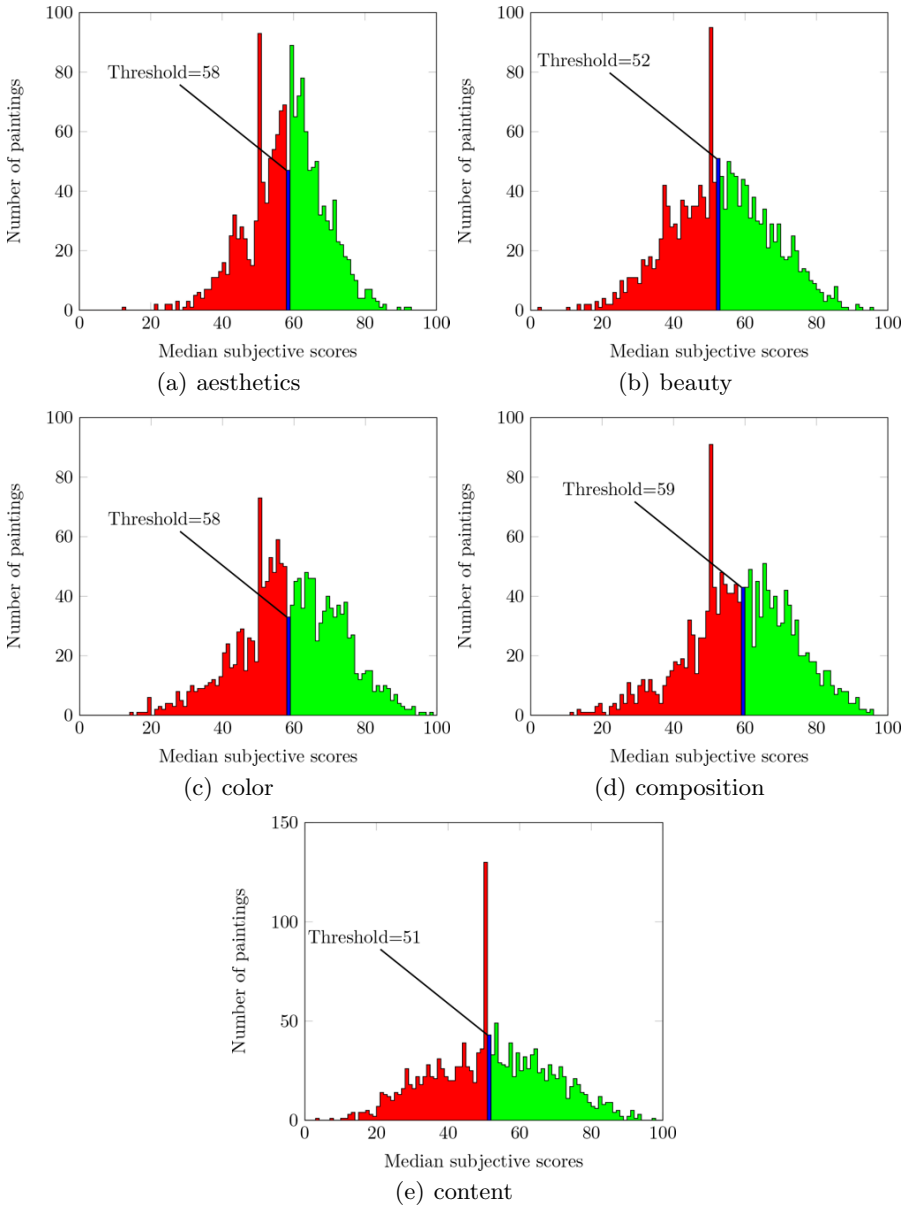 100
80
60
40
20
0
0 20 40 60 80 100
Number of paintings
Threshold=58
Median subjective scores
(a) aesthetics
100
80
60
40
20
0
0 20 40 60 80 100
Number of paintings
Threshold=52
Median subjective scores
(b) beauty
100
80
60
40
20
0
0 20 40 60 80 100
Number of paintings
Threshold=58
Median subjective scores
(c) color
100
80
60
40
20
0
0 20 40 60 80 100
Number of paintings
Threshold=59
Median subjective scores
(d) composition
150
100
50
0
0 20 40 60 80 100
Number of paintings
Threshold=51
Median subjective scores
(e) content